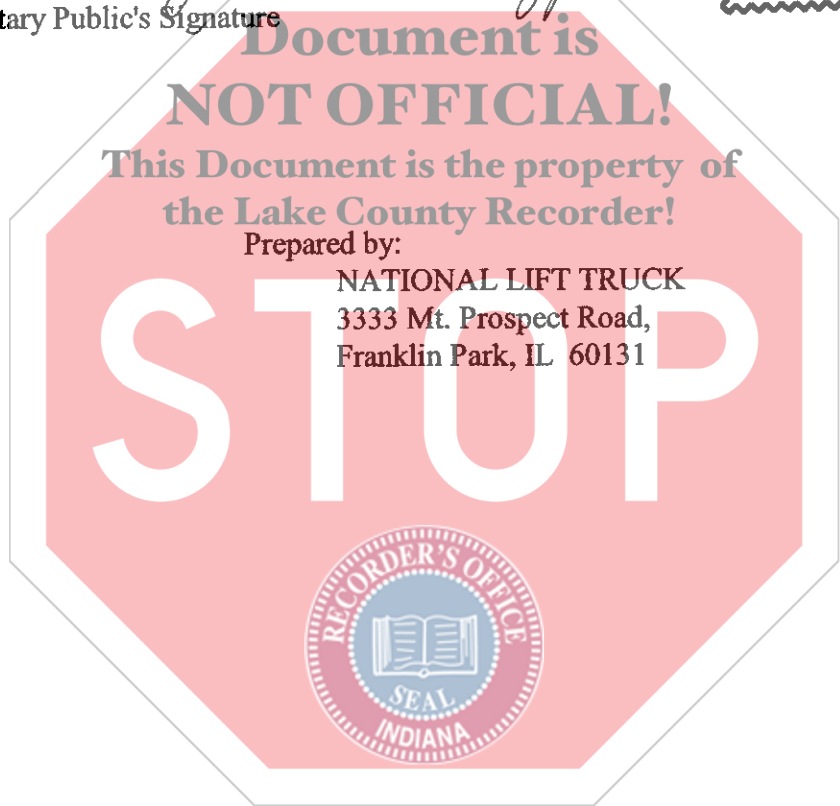 tary Public's Signature
Document is
NOT OFFICIAL!
This Document is the property of
the Lake County Recorder!
Prepared by:
NATIONAL LIFT TRUCK
3333 Mt. Prospect Road,
Franklin Park, IL 60131
STOP
RECORDER'S OFFICE
SEAL
INDIANA